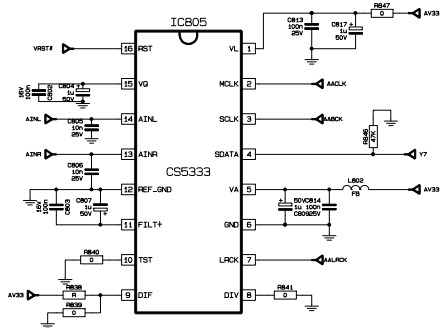 IC805
R847
0
AV33
C813
100n
25V
C817
1u
50V
VRST#
16 RST
VL 1
15 VQ
MCLK 2
AACLK
16V
100n
C802
C804
1u
50V
AINL
14 AINL
SCLK 3
AABCK
C805
10n
25V
R846
47K
AINR
13 AINR
SDATA 4
Y7
C806
10n
25V
CS5333
L802
FB
12 REF_GND
VA 5
AV33
16V
100n
C803
C807
1u
50V
50VC814
1u 100n
C80925V
11 FILT+
GND 6
R840
0
10 TST
LRCK 7
AALRCK
AV33
R838
R
9 DIF
DIV 8
R841
0
R839
0